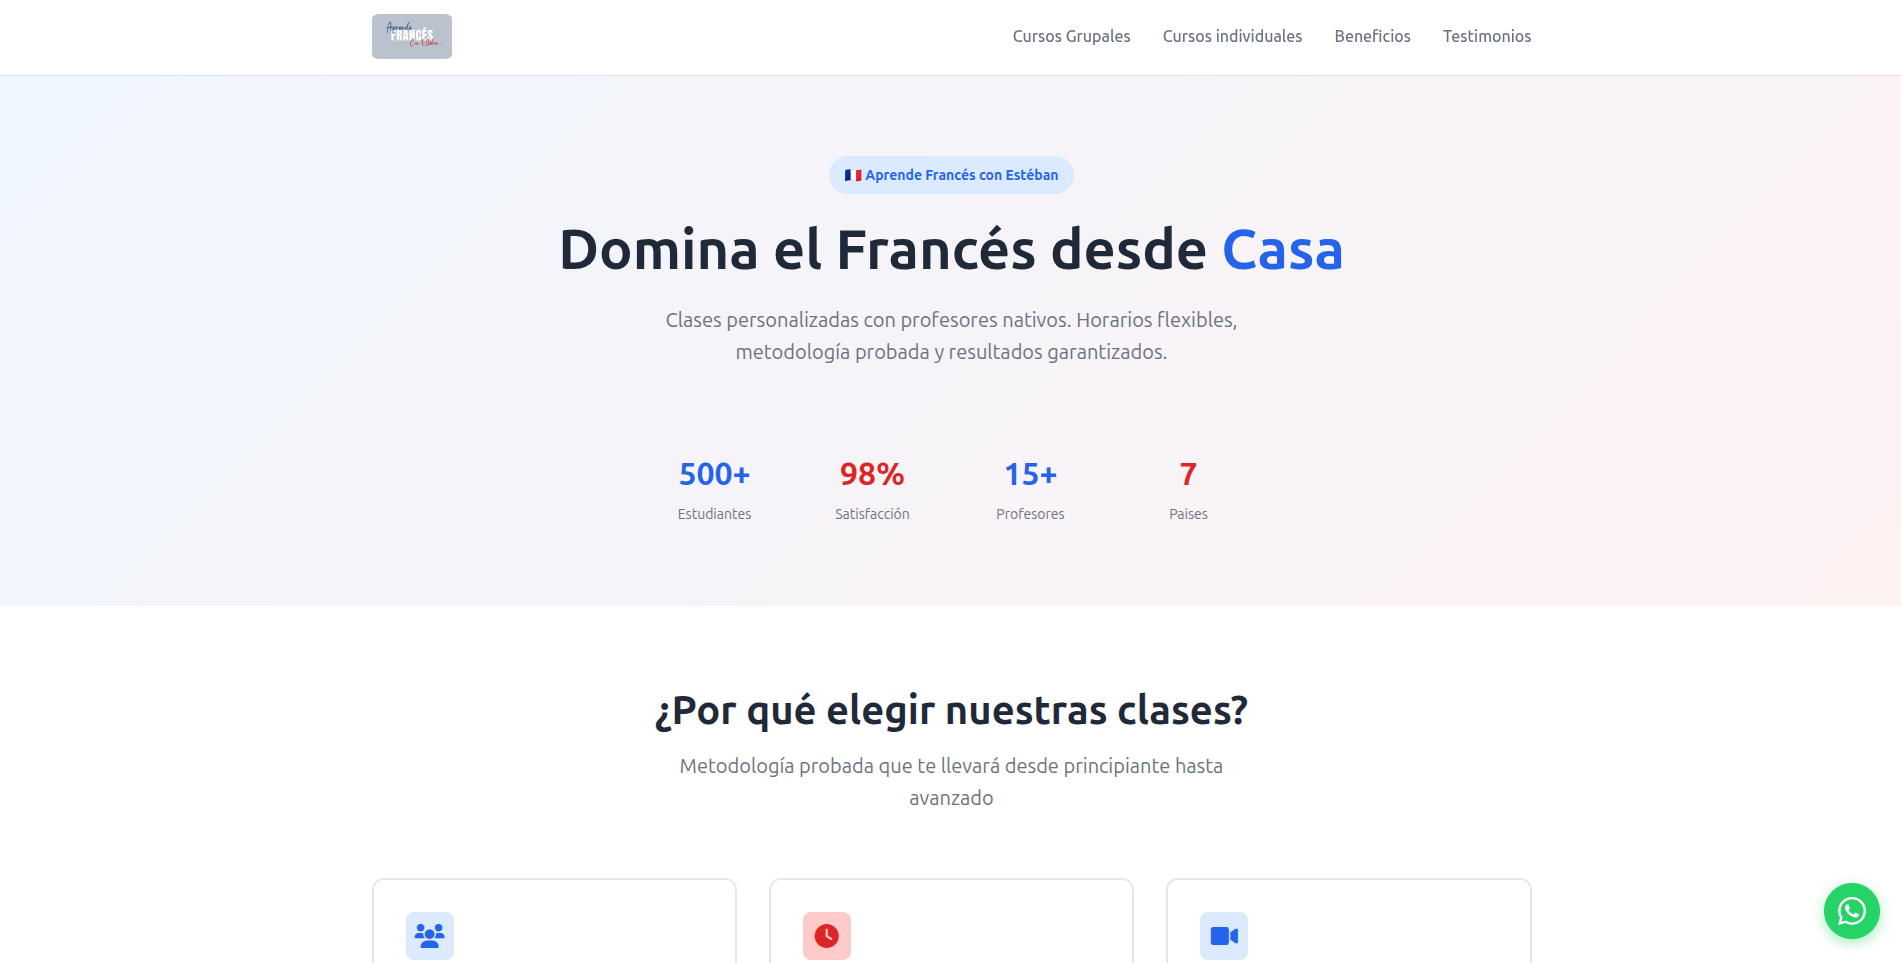 Aprende
FRANCÉS
Con Estéban...
Cursos Grupales
Cursos individuales
Beneficios
Testimonios
Aprende Francés con Estéban
Domina el Francés desde Casa
Clases personalizadas con profesores nativos. Horarios flexibles,
metodología probada y resultados garantizados.
500+
98%
15+
7
Estudiantes
Satisfacción
Profesores
Paises
¿Por qué elegir nuestras clases?
Metodología probada que te llevará desde principiante hasta
avanzado